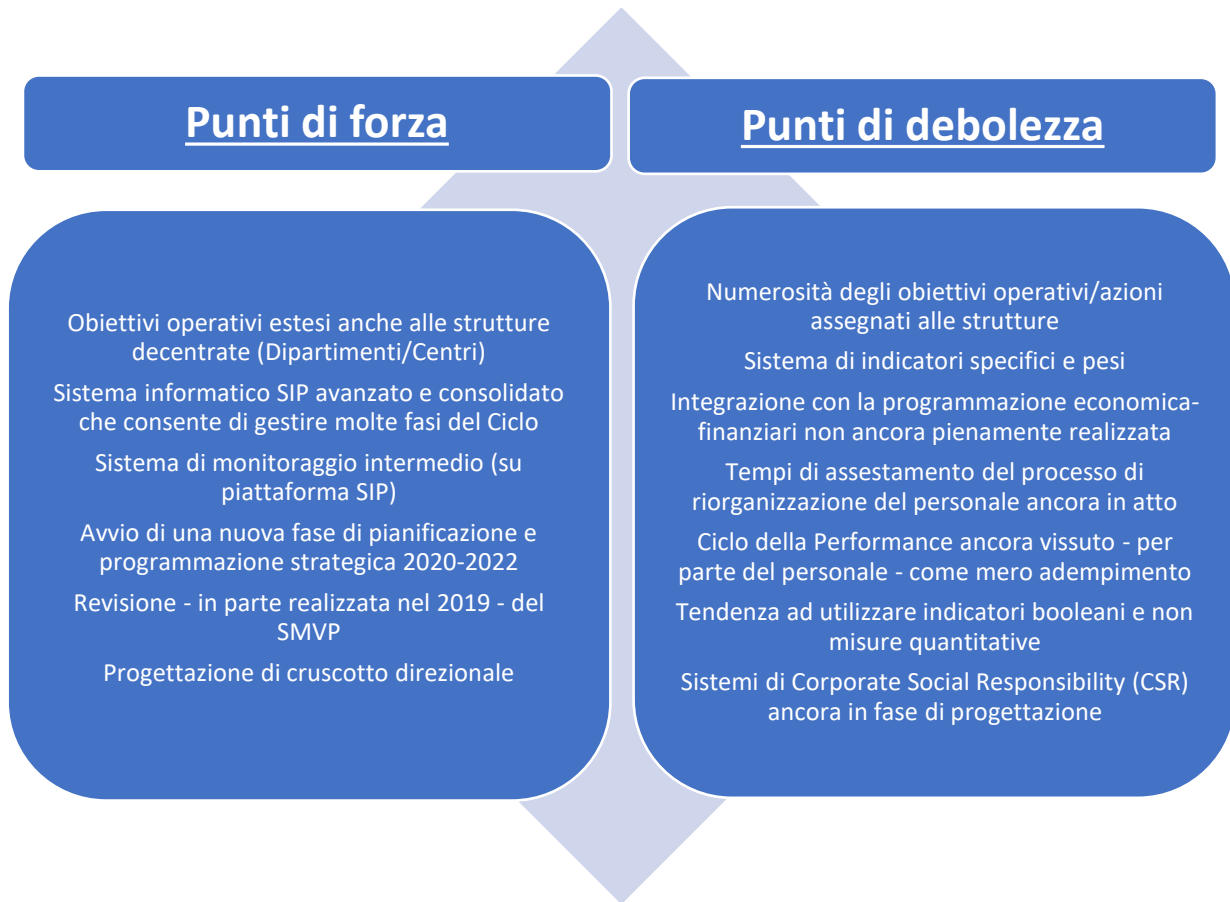 Punti di forza
Obiettivi operativi estesi anche alle strutture
decentrate (Dipartimenti/Centri)
Sistema informatico SIP avanzato e consolidato
che consente di gestire molte fasi del Ciclo
Sistema di monitoraggio intermedio (su
piattaforma SIP)
Avvio di una nuova fase di pianificazione e
programmazione strategica 2020-2022
Revisione - in parte realizzata nel 2019 - del
SMVP
Progettazione di cruscotto direzionale
Punti di debolezza
Numerosità degli obiettivi operativi/azioni
assegnati alle strutture
Sistema di indicatori specifici e pesi
Integrazione con la programmazione economica-
finanziari non ancora pienamente realizzata
Tempi di assestamento del processo di
riorganizzazione del personale ancora in atto
Ciclo della Performance ancora vissuto - per
parte del personale - come mero adempimento
Tendenza ad utilizzare indicatori booleani e non
misure quantitative
Sistemi di Corporate Social Responsibility (CSR)
ancora in fase di progettazione